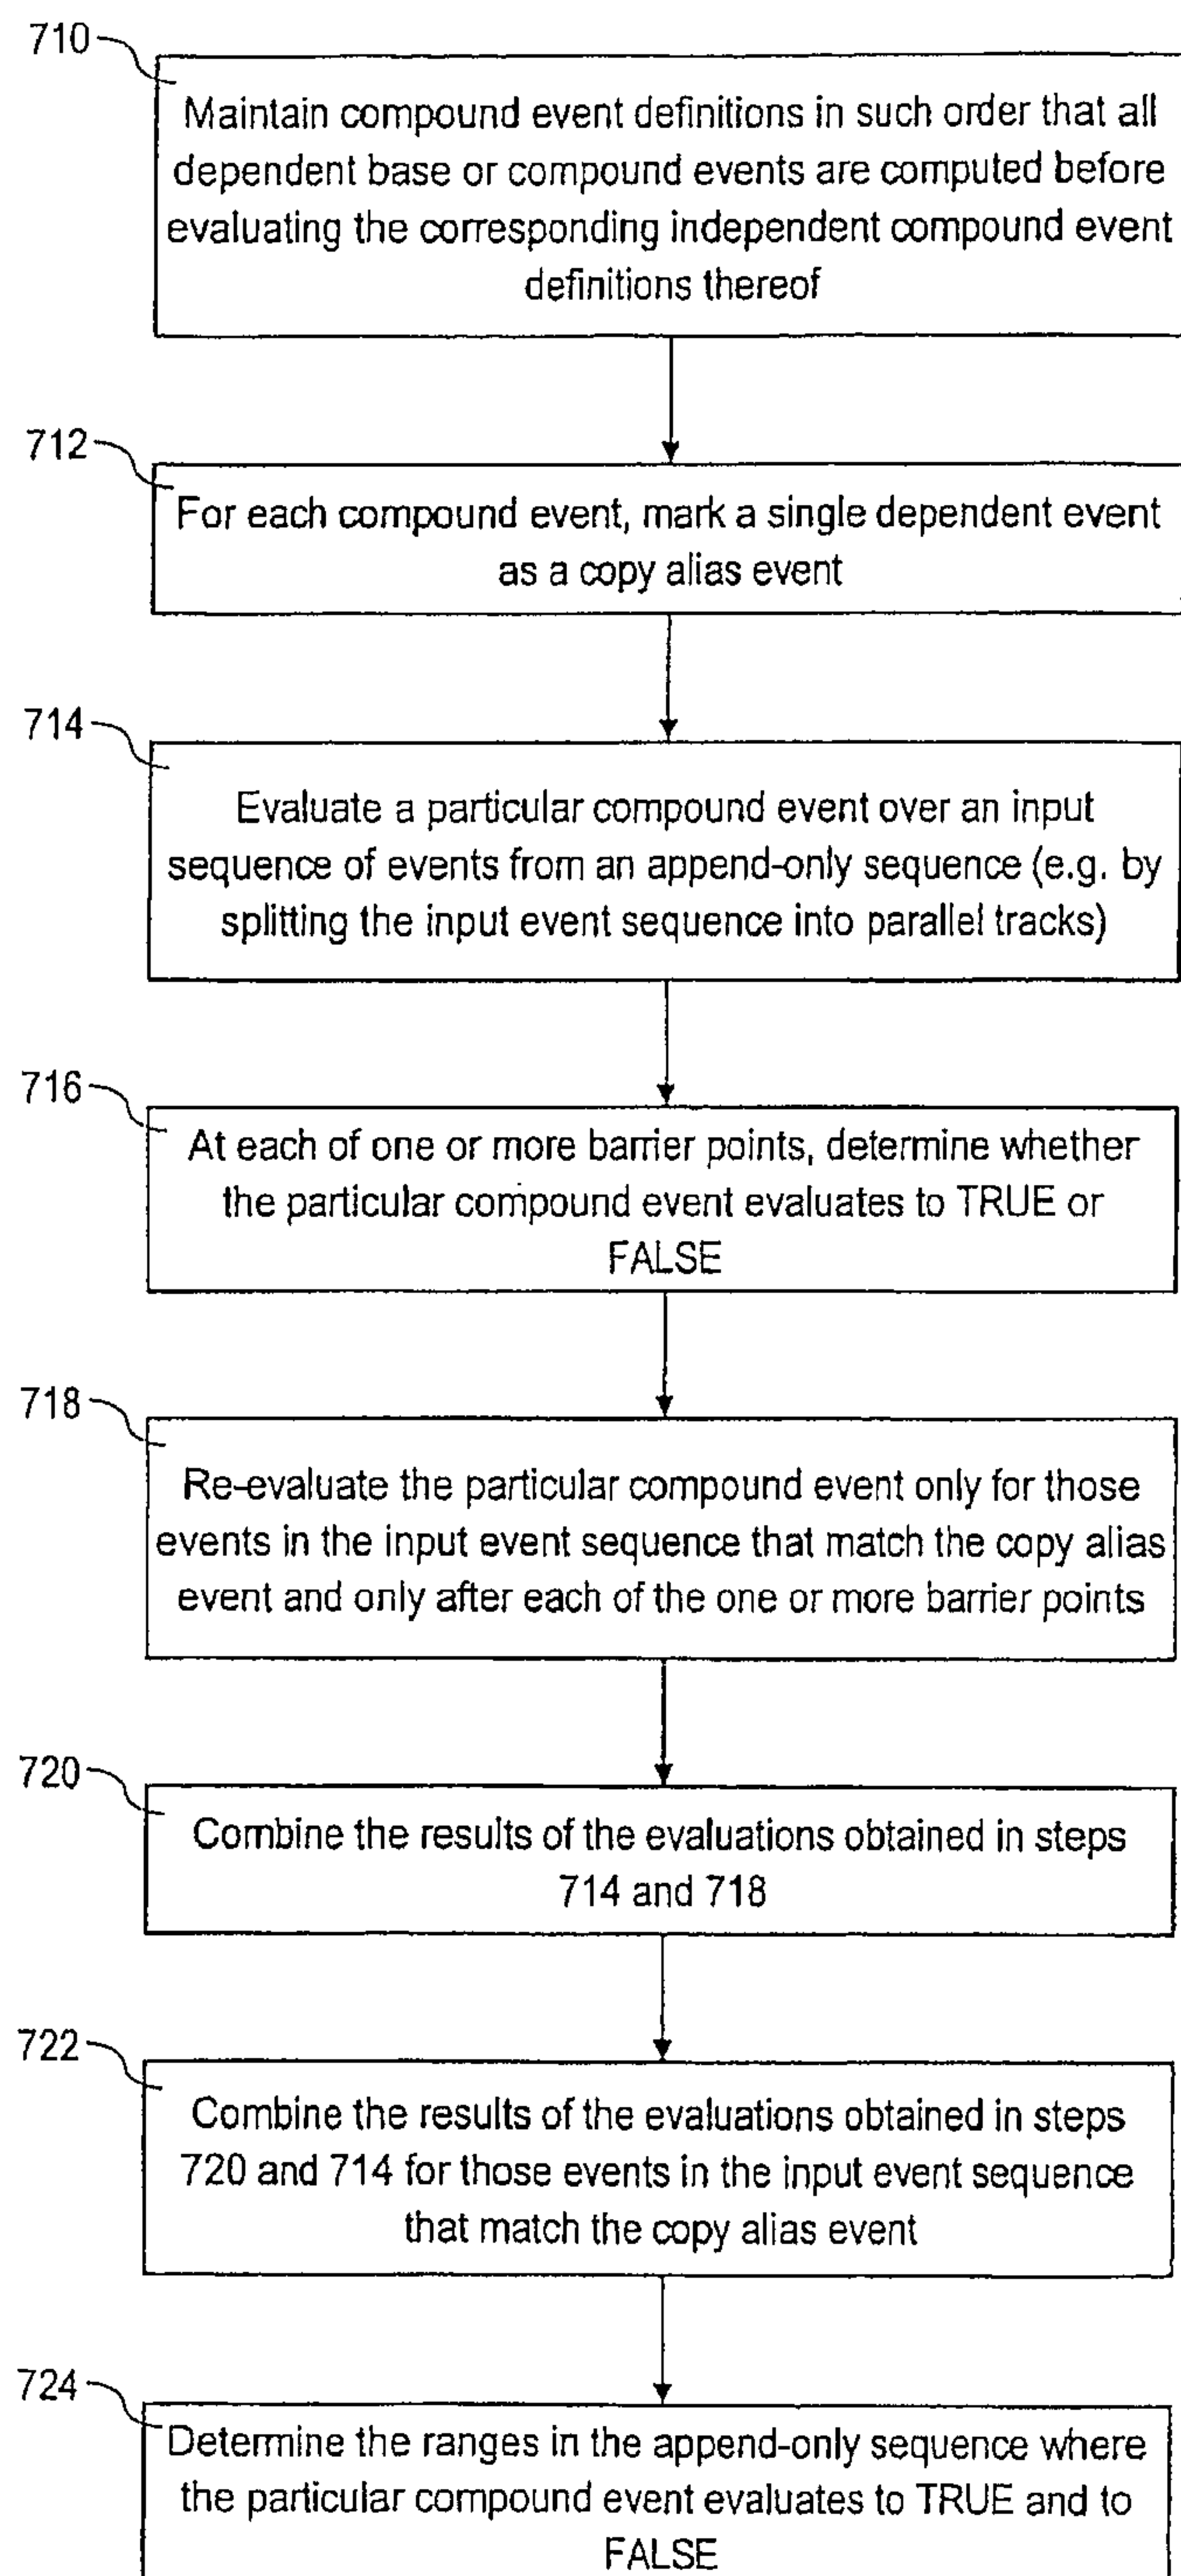 710
Maintain compound event definitions in such order that all
dependent base or compound events are computed before
evaluating the corresponding independent compound event
definitions thereof
712
For each compound event, mark a single dependent event
as a copy alias event
714
Evaluate a particular compound event over an input
sequence of events from an append-only sequence (e.g. by
splitting the input event sequence into parallel tracks)
716
At each of one or more barrier points, determine whether
the particular compound event evaluates to TRUE or
FALSE
718
Re-evaluate the particular compound event only for those
events in the input event sequence that match the copy alias
event and only after each of the one or more barrier points
720
Combine the results of the evaluations obtained in steps
714 and 718
722
Combine the results of the evaluations obtained in steps
720 and 714 for those events in the input event sequence
that match the copy alias event
724
Determine the ranges in the append-only sequence where
the particular compound event evaluates to TRUE and to
FALSE